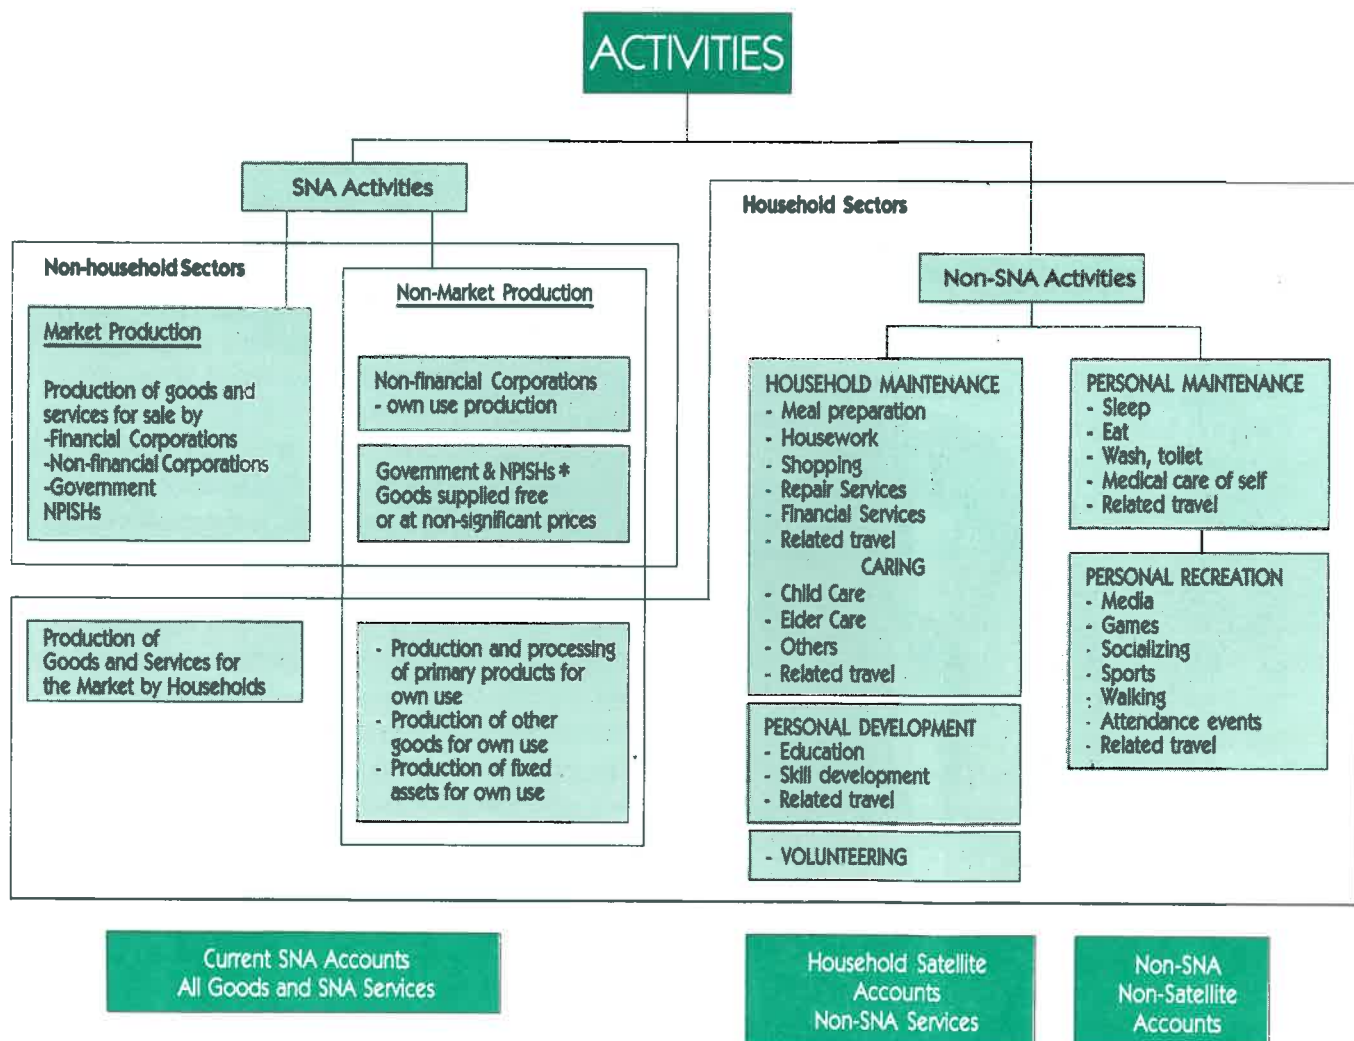 ACTIVITIES
SNA Activities
Household Sectors
Non-household Sectors
Non-SNA Activities
Non-Market Production
Market Production
Production of goods and
services for sale by
-Financial Corporations
-Non-financial Corporations
-Government
NPISHs
Non-financial Corporations
- own use production
Government & NPISHs *
Goods supplied free
or at non-significant prices
HOUSEHOLD MAINTENANCE
- Meal preparation
- Housework
- Shopping
- Repair Services
- Financial Services
- Related travel
CARING
- Child Care
- Elder Care
- Others
- Related travel
PERSONAL MAINTENANCE
- Sleep
- Eat
- Wash, toilet
- Medical care of self
- Related travel
PERSONAL RECREATION
- Media
- Games
- Socializing
- Sports
- Walking
- Attendance events
- Related travel
Production of
Goods and Services for
the Market by Households
- Production and processing
of primary products for
own use
- Production of other
goods for own use
- Production of fixed
assets for own use
PERSONAL DEVELOPMENT
- Education
- Skill development
- Related travel
- VOLUNTEERING
Current SNA Accounts
All Goods and SNA Services
Household Satellite
Accounts
Non-SNA Services
Non-SNA
Non-Satellite
Accounts